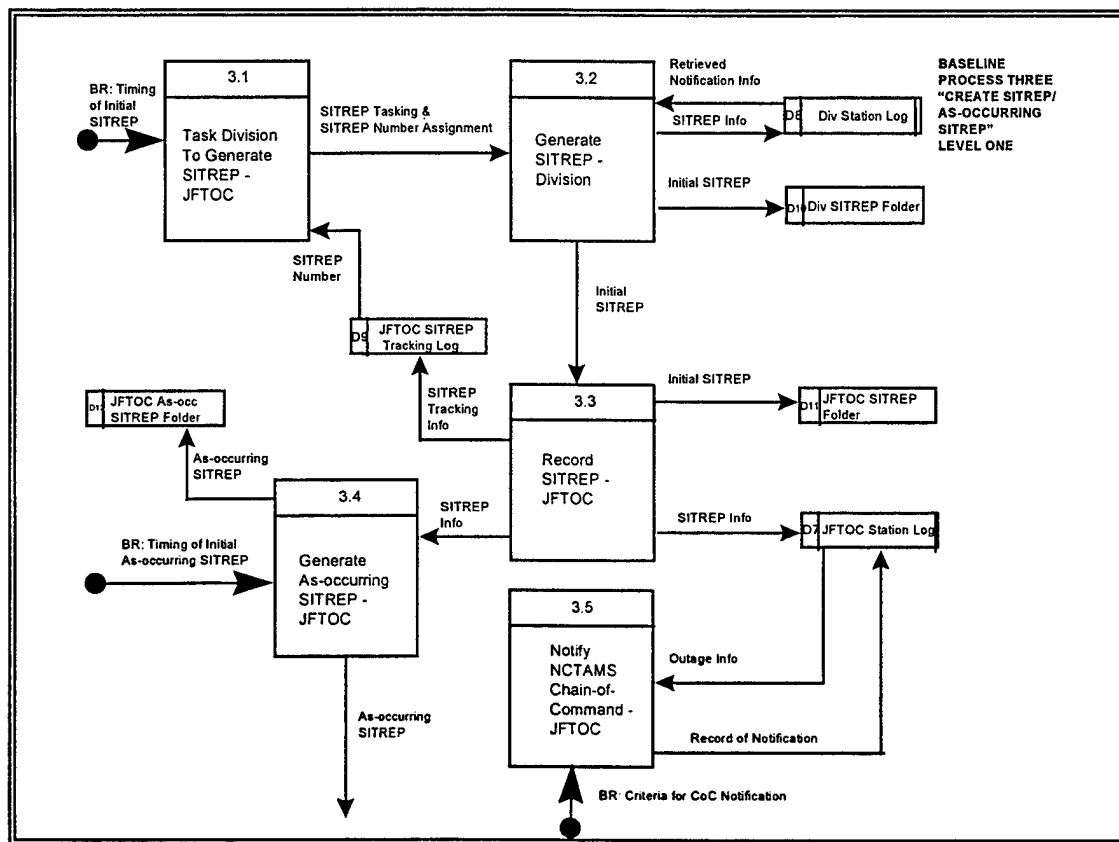 BR: Timing
of Initial
SITREP
3.1
Task Division
To Generate
SITREP -
JFTOC
SITREP Tasking &
SITREP Number Assignment
3.2
Generate
SITREP -
Division
Retrieved
Notification Info
SITREP Info
D8
Div Station Log
Initial SITREP
D10
Div SITREP Folder
BASELINE
PROCESS THREE
"CREATE SITREP/
AS-OCCURRING
SITREP"
LEVEL ONE
SITREP
Number
Initial
SITREP
D9
JFTOC SITREP
Tracking Log
SITREP
Tracking
Info
3.3
Record
SITREP -
JFTOC
Initial SITREP
D11
JFTOC SITREP
Folder
JFTOC As-occ
SITREP Folder
As-occurring
SITREP
3.4
Generate
As-occurring
SITREP -
JFTOC
SITREP
Info
SITREP Info
D7
JFTOC Station Log
BR: Timing of Initial
As-occurring SITREP
3.5
Notify
NCTAMS
Chain-of-
Command -
JFTOC
Outage Info
Record of Notification
As-occurring
SITREP
BR: Criteria for CoC Notification